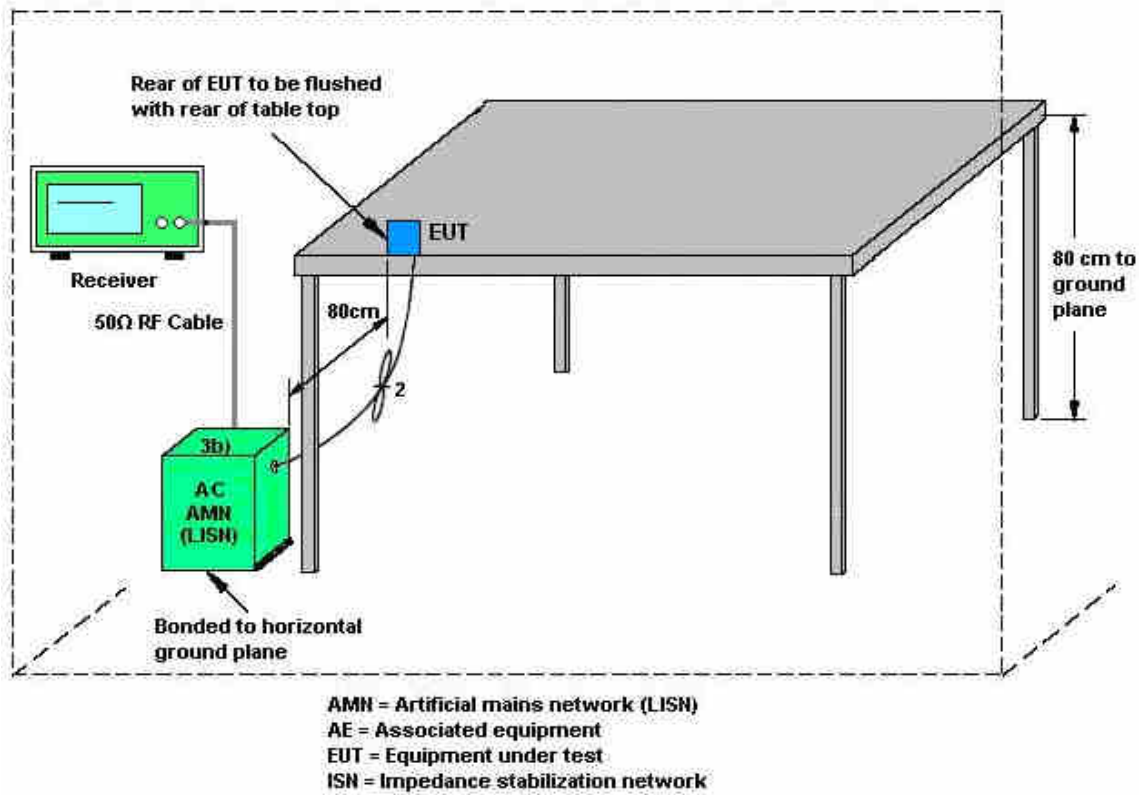 Rear of EUT to be flushed
with rear of table top
EUT
Receiver
50Ω RF Cable
80cm
2
80 cm to
ground
plane
3b)
AC
AMN
(LISN)
Bonded to horizontal
ground plane
AMN = Artificial mains network (LISN)
AE = Associated equipment
EUT = Equipment under test
ISN = Impedance stabilization network